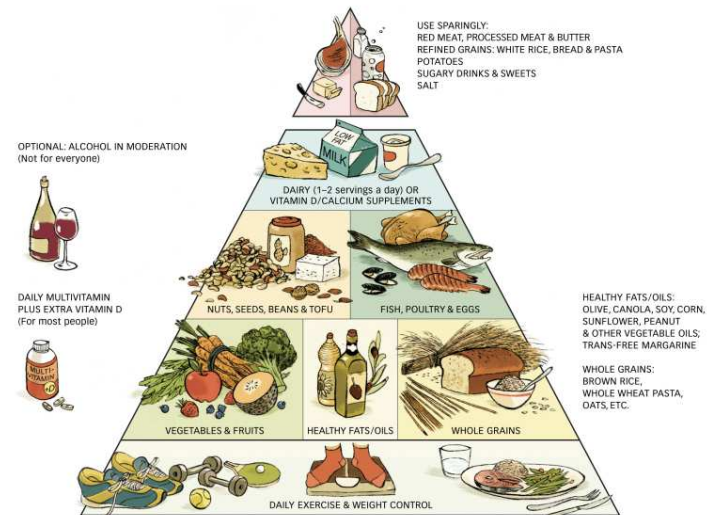 USE SPARINGLY:
RED MEAT, PROCESSED MEAT & BUTTER
REFINED GRAINS: WHITE RICE, BREAD & PASTA
POTATOES
SUGARY DRINKS & SWEETS
SALT
OPTIONAL: ALCOHOL IN MODERATION
(Not for everyone)
LOW
FAT
MILK
DAIRY (1–2 servings a day) OR
VITAMIN D/CALCIUM SUPPLEMENTS
DAILY MULTIVITAMIN
PLUS EXTRA VITAMIN D
(For most people)
MULTI-
VITAMIN
+D
NUTS, SEEDS, BEANS & TOFU
FISH, POULTRY & EGGS
HEALTHY FATS/OILS:
OLIVE, CANOLA, SOY, CORN,
SUNFLOWER, PEANUT
& OTHER VEGETABLE OILS;
TRANS-FREE MARGARINE
WHOLE GRAINS:
BROWN RICE,
WHOLE WHEAT PASTA,
OATS, ETC.
VEGETABLES & FRUITS
HEALTHY FATS/OILS
WHOLE GRAINS
DAILY EXERCISE & WEIGHT CONTROL